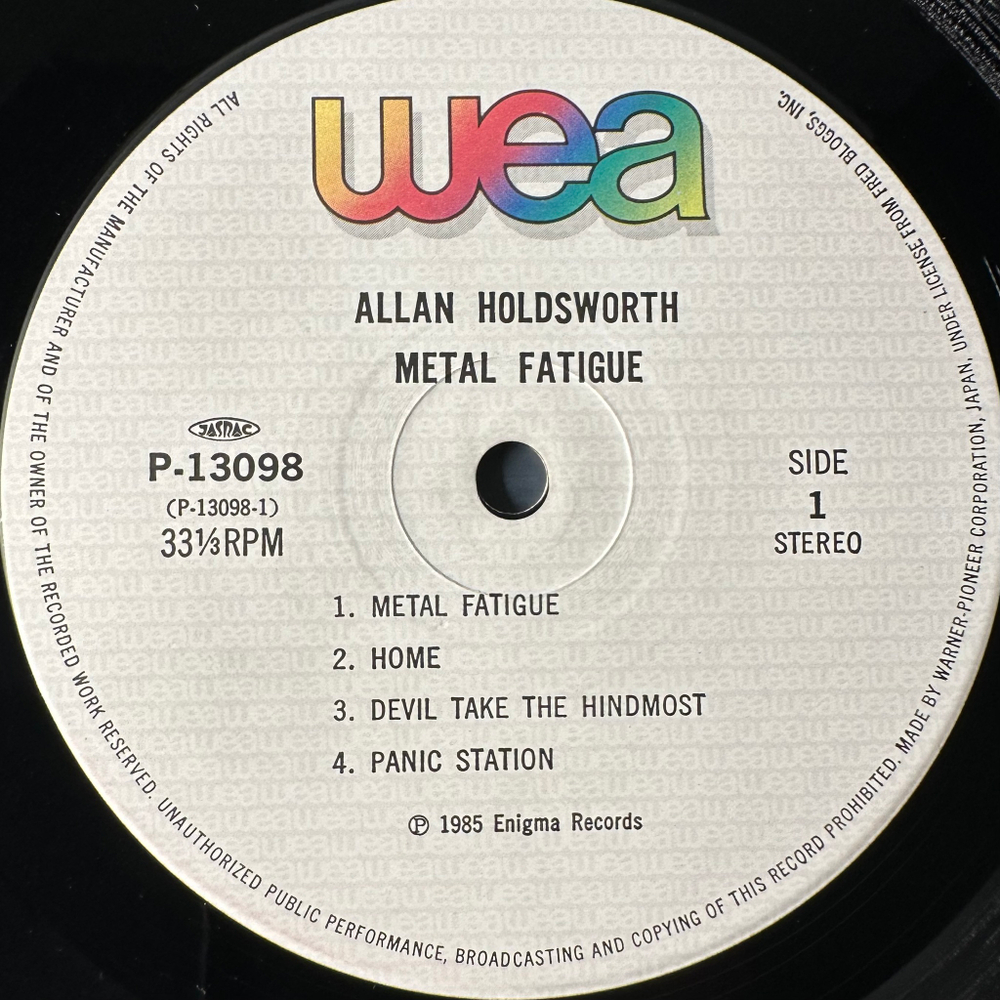 wea
ALLAN HOLDSWORTH
METAL FATIGUE
JASRAC
P-13098
(P-13098-1)
33⅓RPM
SIDE
1
STEREO
1. METAL FATIGUE
2. HOME
3. DEVIL TAKE THE HINDMOST
4. PANIC STATION
Ⓟ 1985 Enigma Records
ALL RIGHTS OF THE MANUFACTURER AND OF THE OWNER OF THE RECORDED WORK RESERVED. UNAUTHORIZED PUBLIC PERFORMANCE, BROADCASTING AND COPYING OF THIS RECORD PROHIBITED. MADE BY WARNER-PIONEER CORPORATION, JAPAN, UNDER LICENSE FROM FRED BLOGGS, INC.